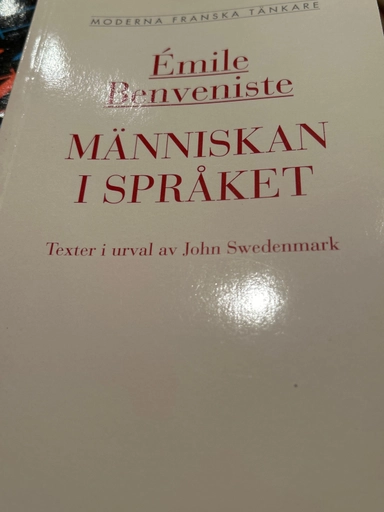 MODERNA FRANSKA TÄNKARE
Émile
Benveniste
MÄNNISKAN
I SPRÅKET
Texter i urval av John Swedenmark